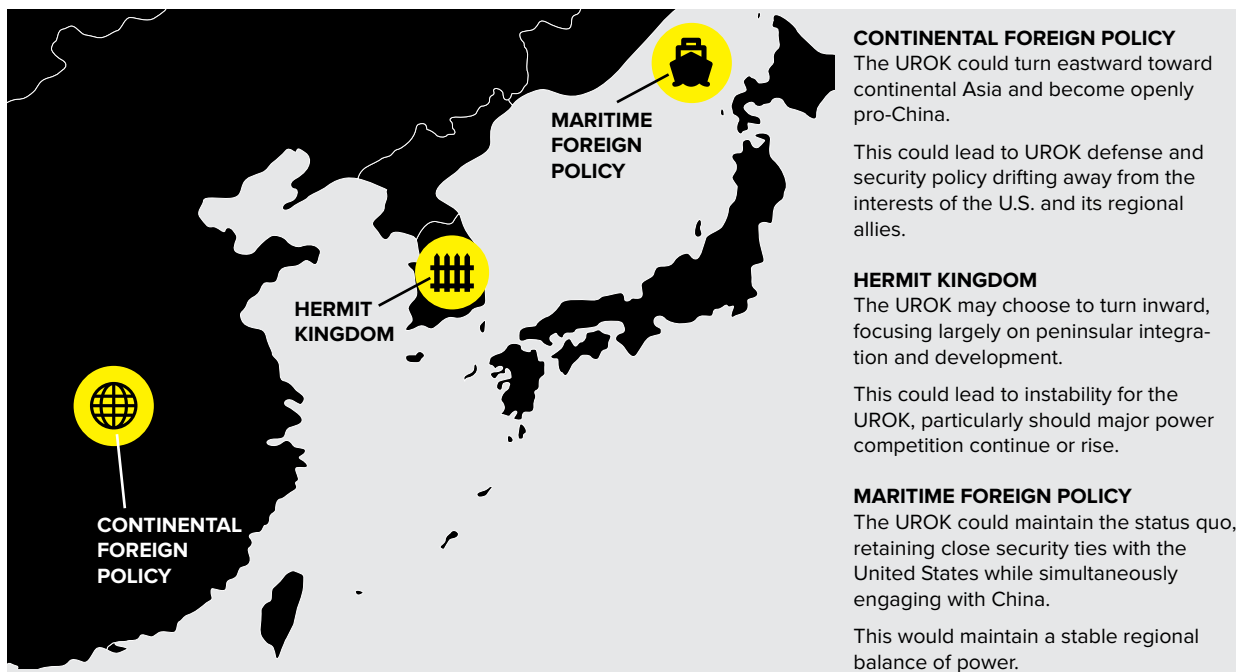 MARITIME
FOREIGN
POLICY
HERMIT
KINGDOM
CONTINENTAL
FOREIGN
POLICY
CONTINENTAL FOREIGN POLICY
The UROK could turn eastward toward
continental Asia and become openly
pro-China.
This could lead to UROK defense and
security policy drifting away from the
interests of the U.S. and its regional
allies.
HERMIT KINGDOM
The UROK may choose to turn inward,
focusing largely on peninsular integra-
tion and development.
This could lead to instability for the
UROK, particularly should major power
competition continue or rise.
MARITIME FOREIGN POLICY
The UROK could maintain the status quo,
retaining close security ties with the
United States while simultaneously
engaging with China.
This would maintain a stable regional
balance of power.